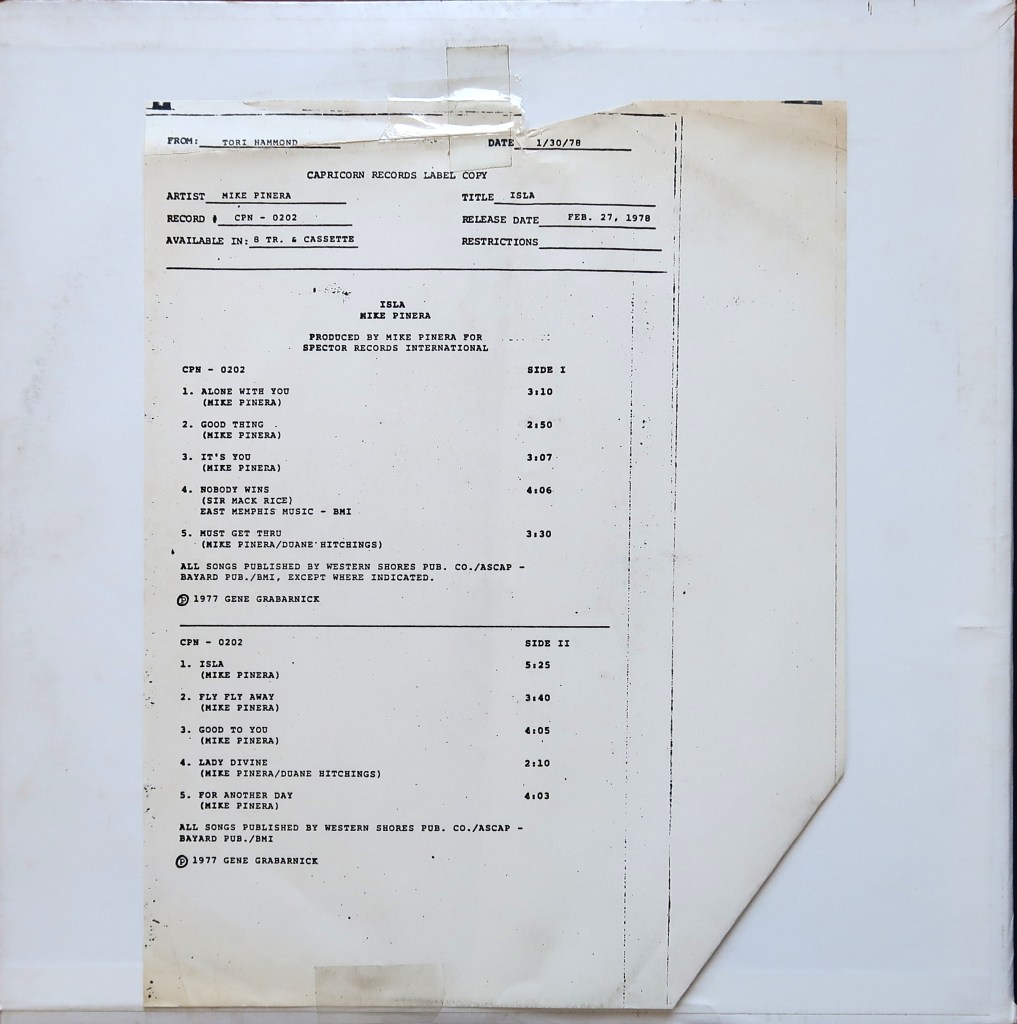 FROM: TORI HAMMOND DATE 1/30/78
CAPRICORN RECORDS LABEL COPY
ARTIST MIKE PINERA TITLE ISLA
RECORD # CPN - 0202 RELEASE DATE FEB. 27, 1978
AVAILABLE IN: 8 TR. & CASSETTE RESTRICTIONS
ISLA
MIKE PINERA
PRODUCED BY MIKE PINERA FOR
SPECTOR RECORDS INTERNATIONAL
CPN - 0202 SIDE I
1. ALONE WITH YOU 3:10
(MIKE PINERA)
2. GOOD THING 2:50
(MIKE PINERA)
3. IT'S YOU 3:07
(MIKE PINERA)
4. NOBODY WINS 4:06
(SIR MACK RICE)
EAST MEMPHIS MUSIC - BMI
5. MUST GET THRU 3:30
(MIKE PINERA/DUANE HITCHINGS)
ALL SONGS PUBLISHED BY WESTERN SHORES PUB. CO./ASCAP -
BAYARD PUB./BMI, EXCEPT WHERE INDICATED.
℗ 1977 GENE GRABARNICK
CPN - 0202 SIDE II
1. ISLA 5:25
(MIKE PINERA)
2. FLY FLY AWAY 3:40
(MIKE PINERA)
3. GOOD TO YOU 4:05
(MIKE PINERA)
4. LADY DIVINE 2:10
(MIKE PINERA/DUANE HITCHINGS)
5. FOR ANOTHER DAY 4:03
(MIKE PINERA)
ALL SONGS PUBLISHED BY WESTERN SHORES PUB. CO./ASCAP -
BAYARD PUB./BMI
℗ 1977 GENE GRABARNICK